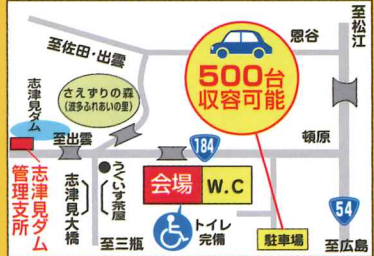 至松江
至佐田・出雲
恩谷
500台
収容可能
さえずりの森
(波多ふれあいの里)
志津見ダム
至出雲
184
頓原
うぐいす茶屋
会場
W.C
志津見ダム
管理支所
志津見大橋
54
トイレ
完備
至三瓶
駐車場
至広島